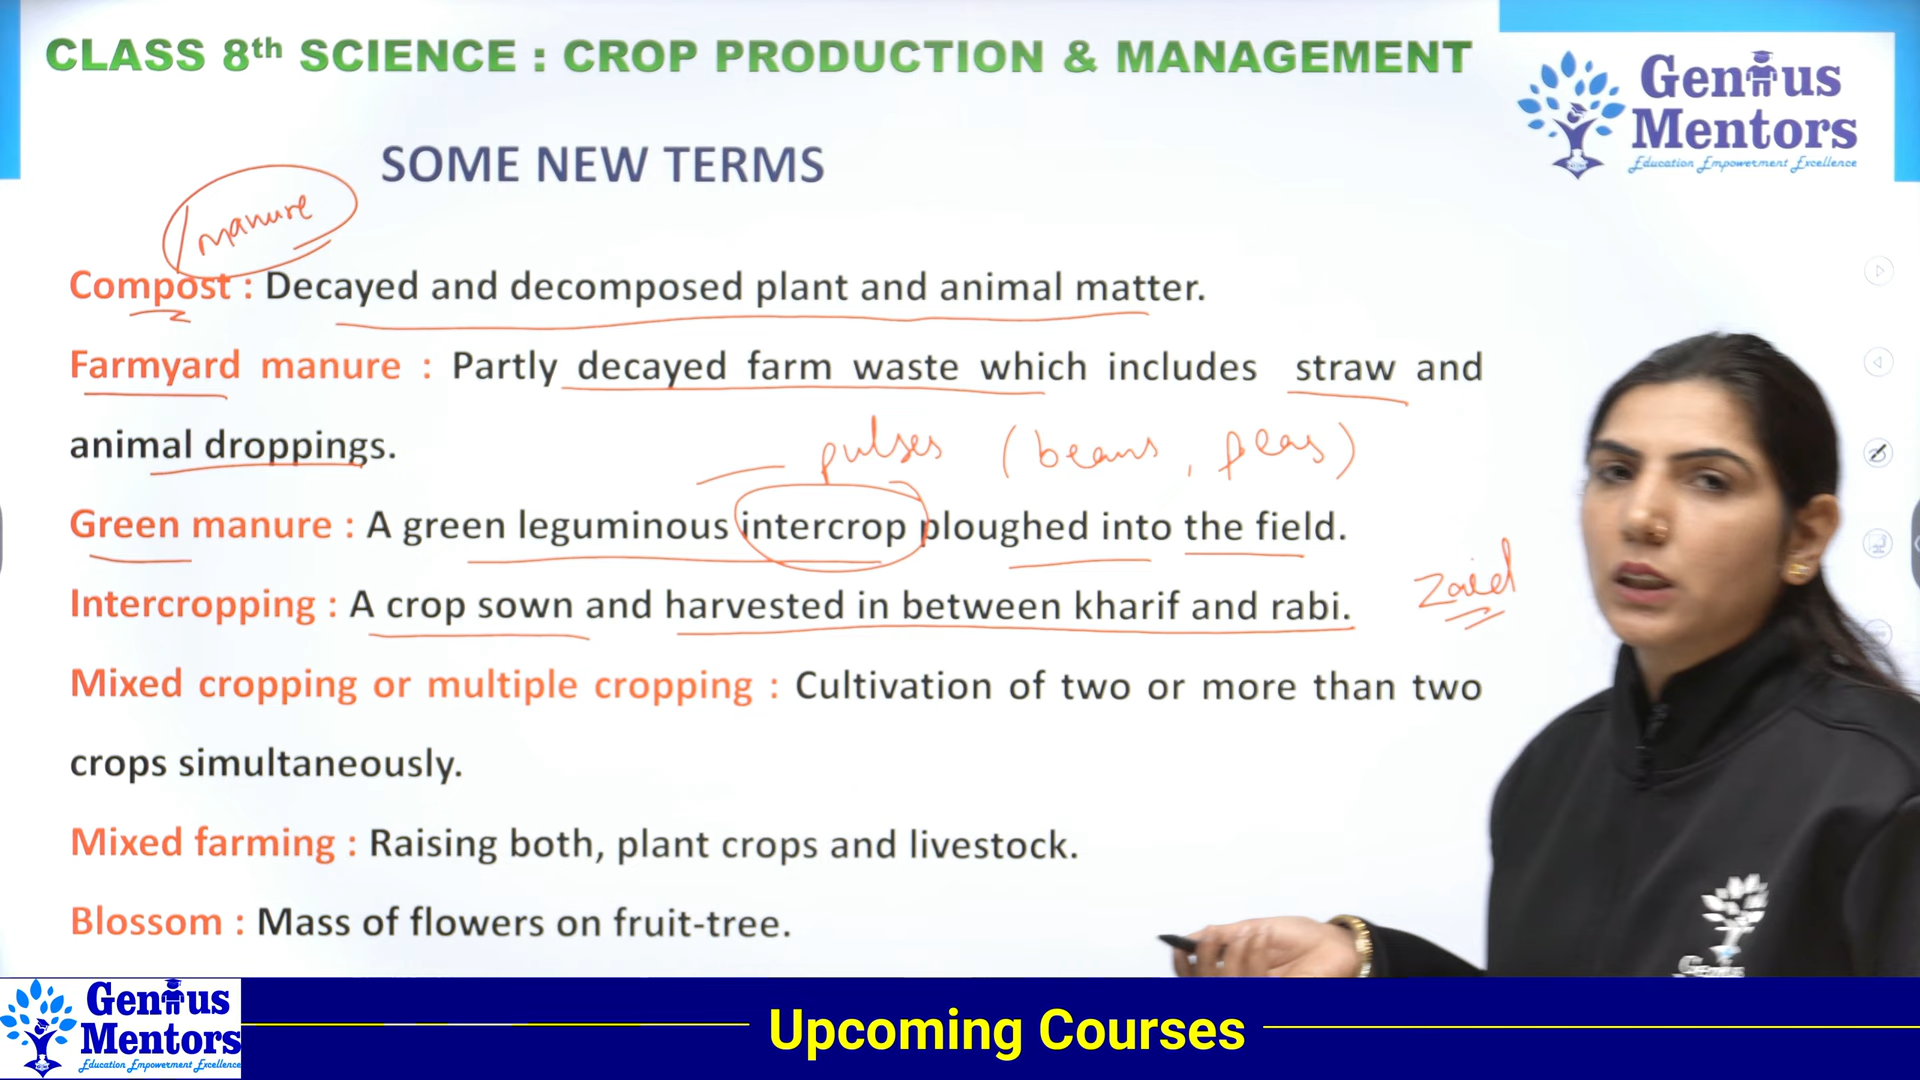 CLASS 8th SCIENCE : CROP PRODUCTION & MANAGEMENT
Genius
Mentors
Education Empowerment Excellence
SOME NEW TERMS
manure
Compost : Decayed and decomposed plant and animal matter.
Farmyard manure : Partly decayed farm waste which includes straw and
animal droppings.
pulses (beans, peas)
Green manure : A green leguminous intercrop ploughed into the field.
Intercropping : A crop sown and harvested in between kharif and rabi.
Zaid
Mixed cropping or multiple cropping : Cultivation of two or more than two
crops simultaneously.
Mixed farming : Raising both, plant crops and livestock.
Blossom : Mass of flowers on fruit-tree.
Genius
Mentors
Education Empowerment Excellence
Upcoming Courses